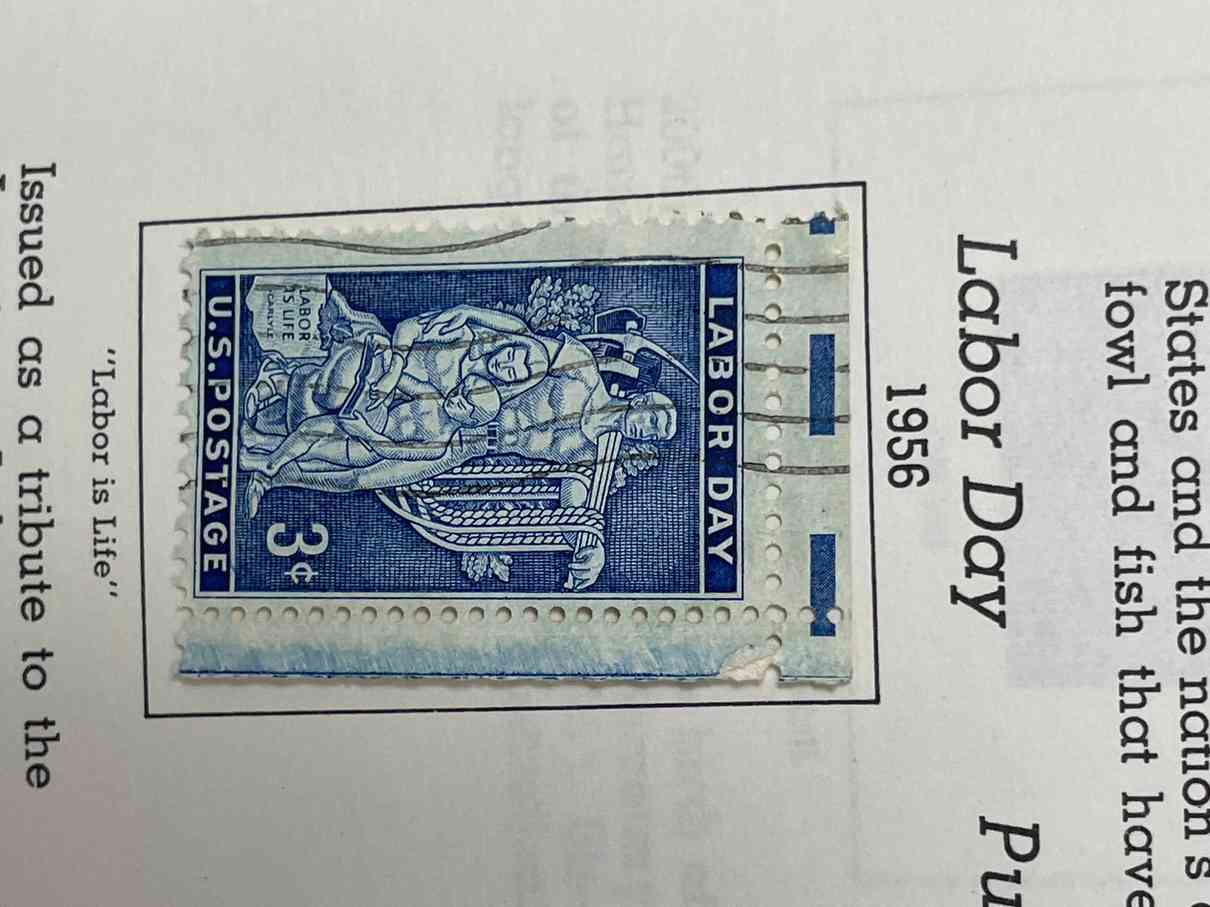 States and the nation's
fowl and fish that have
Labor Day
1956
LABOR DAY
LABOR
IS LIFE
CARLYLE
3¢
U.S. POSTAGE
"Labor is Life"
Issued as a tribute to the